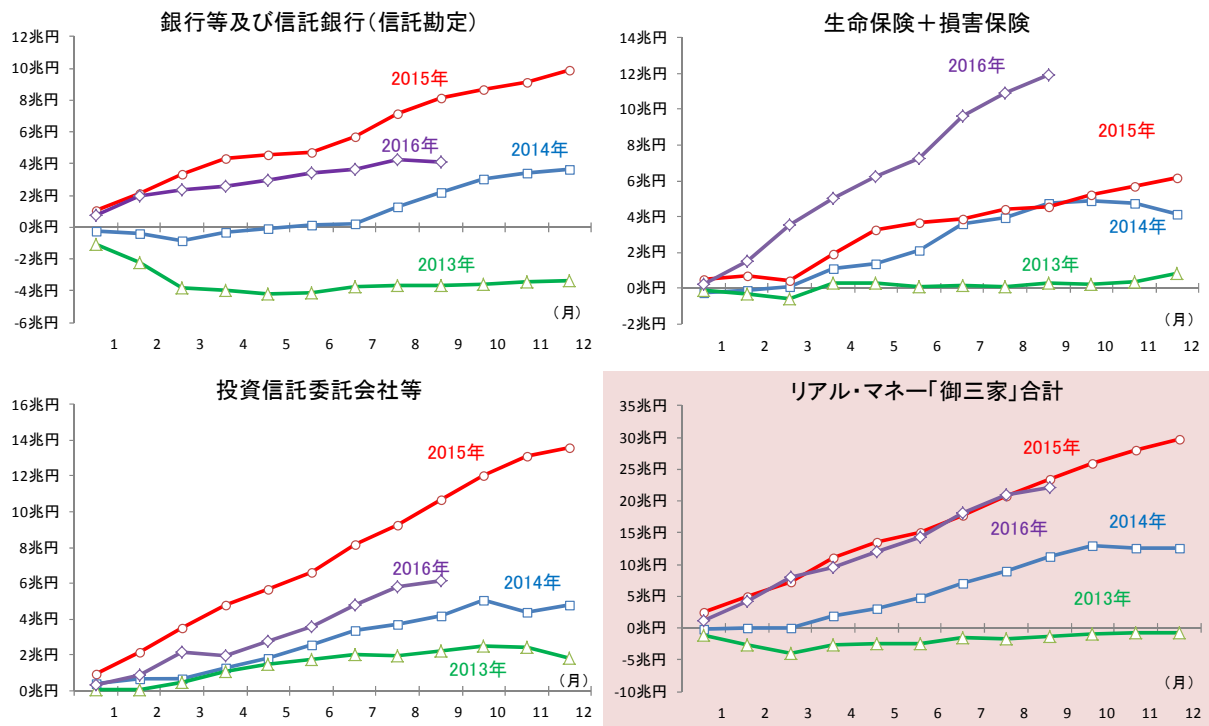 銀行等及び信託銀行(信託勘定)
12兆円
10兆円
8兆円
6兆円
4兆円
2兆円
0兆円
-2兆円
-4兆円
-6兆円
2015年
2016年
2014年
2013年
(月)
1 2 3 4 5 6 7 8 9 10 11 12
生命保険+損害保険
14兆円
12兆円
10兆円
8兆円
6兆円
4兆円
2兆円
0兆円
-2兆円
2016年
2015年
2014年
2013年
(月)
1 2 3 4 5 6 7 8 9 10 11 12
投資信託委託会社等
16兆円
14兆円
12兆円
10兆円
8兆円
6兆円
4兆円
2兆円
0兆円
2015年
2016年
2014年
2013年
(月)
1 2 3 4 5 6 7 8 9 10 11 12
リアル・マネー「御三家」合計
35兆円
30兆円
25兆円
20兆円
15兆円
10兆円
5兆円
0兆円
-5兆円
-10兆円
2015年
2016年
2014年
2013年
(月)
1 2 3 4 5 6 7 8 9 10 11 12